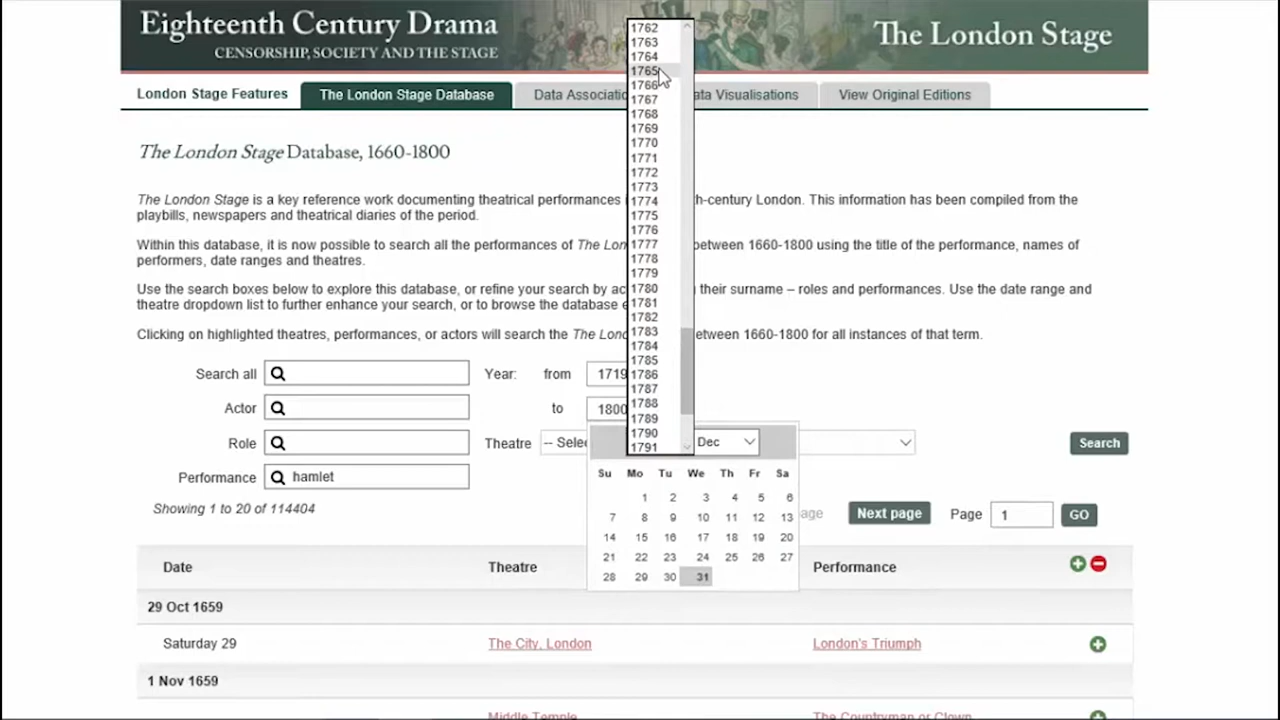 Eighteenth Century Drama
CENSORSHIP, SOCIETY AND THE STAGE
The London Stage
London Stage Features
The London Stage Database
Data Associatio
ata Visualisations
View Original Editions
The London Stage Database, 1660-1800
The London Stage is a key reference work documenting theatrical performances h-century London. This information has been compiled from the
playbills, newspapers and theatrical diaries of the period.
Within this database, it is now possible to search all the performances of The Lon between 1660-1800 using the title of the performance, names of
performers, date ranges and theatres.
Use the search boxes below to explore this database, or refine your search by ac their surname – roles and performances. Use the date range and
theatre dropdown list to further enhance your search, or to browse the database
Clicking on highlighted theatres, performances, or actors will search the The Lon between 1660-1800 for all instances of that term.
1762
1763
1764
1765
1766
1767
1768
1769
1770
1771
1772
1773
1774
1775
1776
1777
1778
1779
1780
1781
1782
1783
1784
1785
1786
1787
1788
1789
1790
1791
Search all
Year: from 1719
Actor
to 1800
Role
Theatre -- Selec
Dec
Search
Performance hamlet
Su Mo Tu We Th Fr Sa
1 2 3 4 5 6
7 8 9 10 11 12 13
14 15 16 17 18 19 20
21 22 23 24 25 26 27
28 29 30 31
Showing 1 to 20 of 114404
age
Next page
Page 1 GO
Date Theatre Performance
29 Oct 1659
Saturday 29 The City, London London's Triumph
1 Nov 1659
Middle Temple The Countryman or Clown